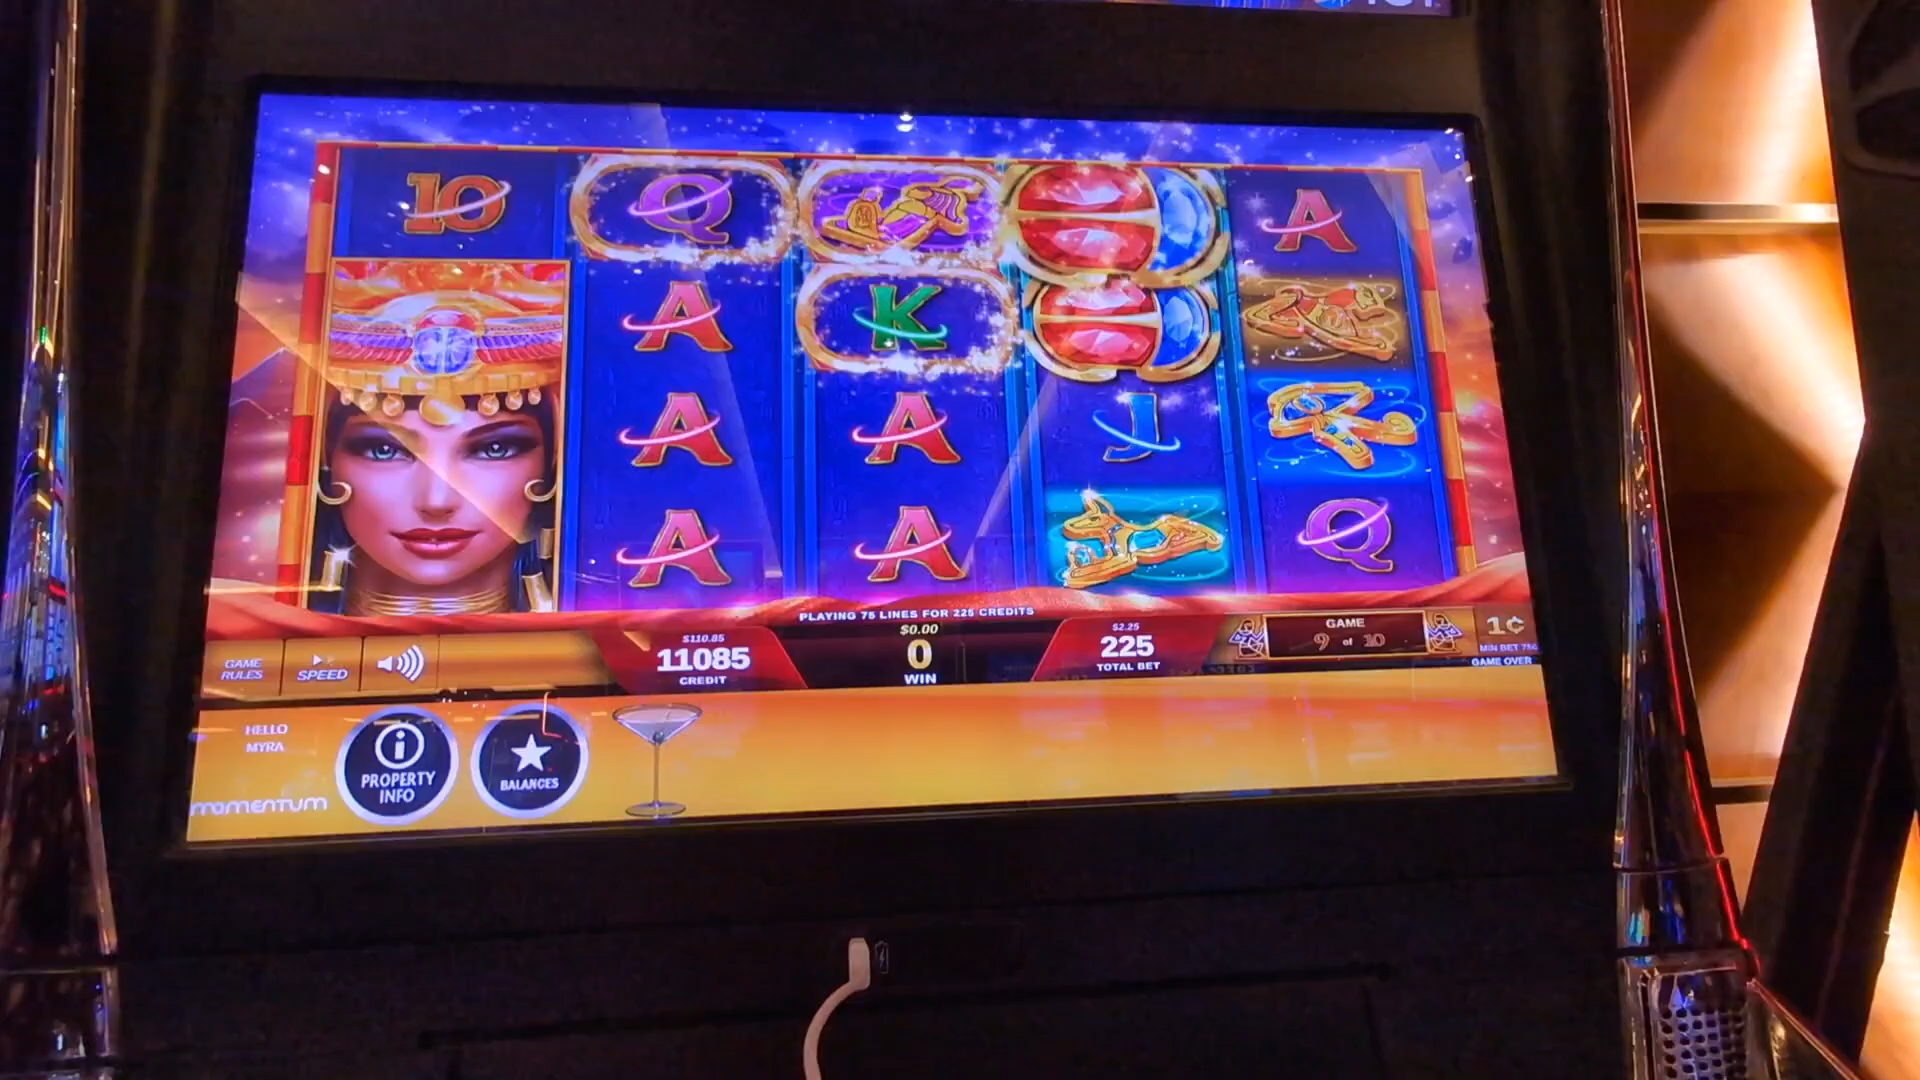 10 Q A
A K
A A J
A A Q
PLAYING 75 LINES FOR 225 CREDITS
GAME RULES
SPEED
$110.85
11085
CREDIT
$0.00
0
WIN
$2.25
225
TOTAL BET
GAME
9 of 10
1¢
GAME OVER
HELLO
MYRA
momentum
PROPERTY
INFO
BALANCES